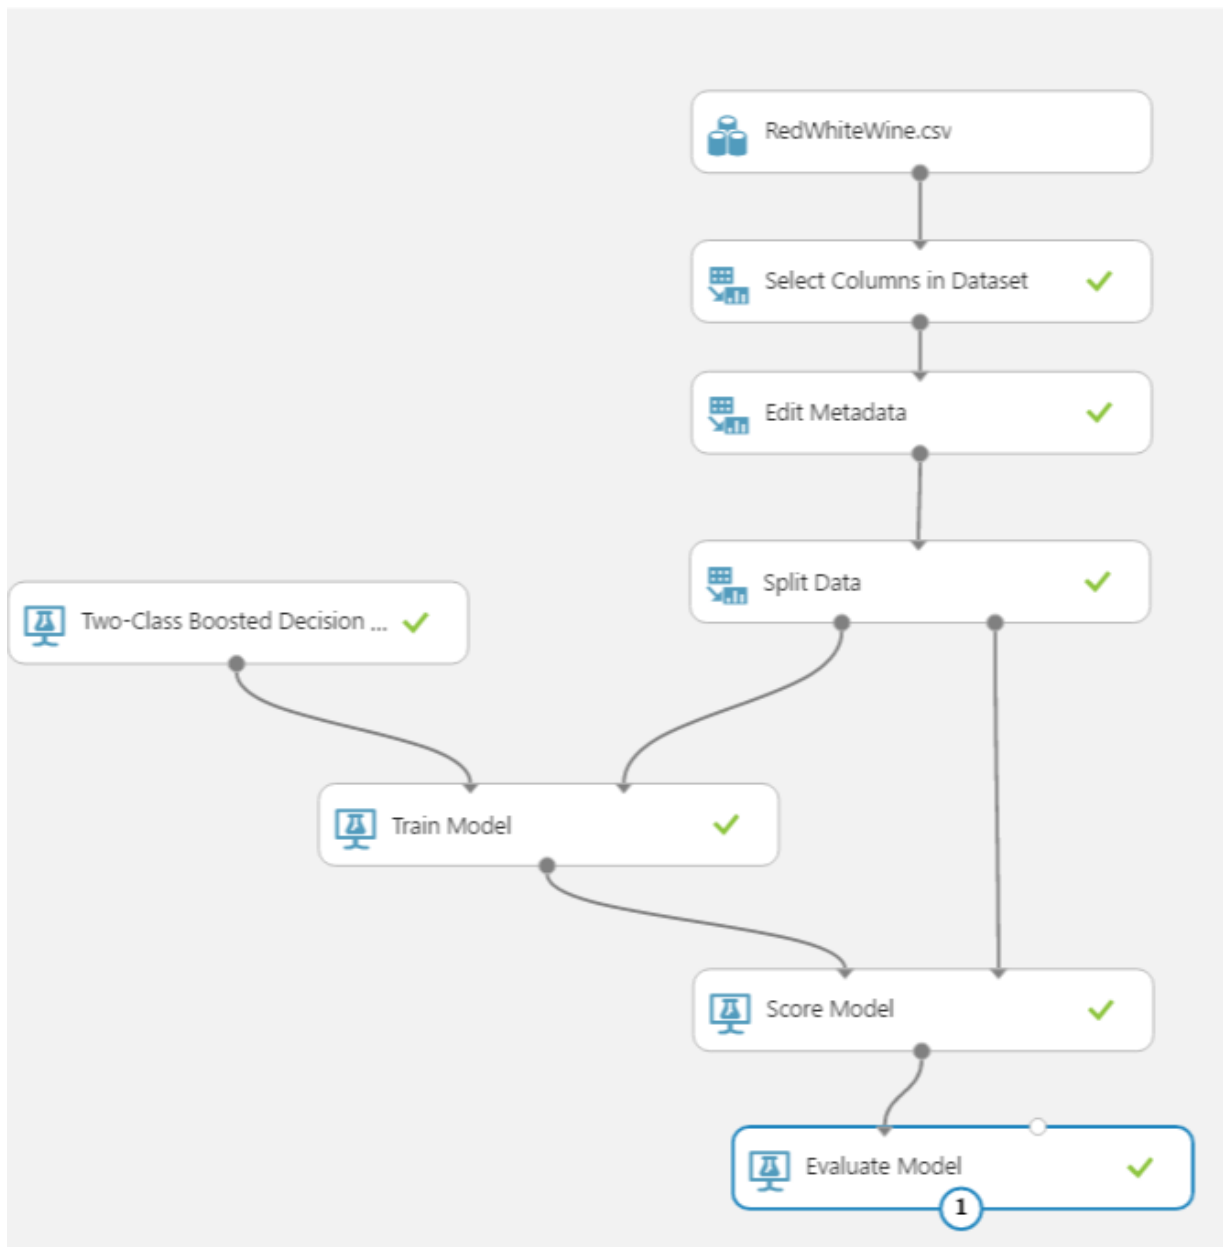 RedWhiteWine.csv
Select Columns in Dataset
Edit Metadata
Split Data
Two-Class Boosted Decision ...
Train Model
Score Model
Evaluate Model
1